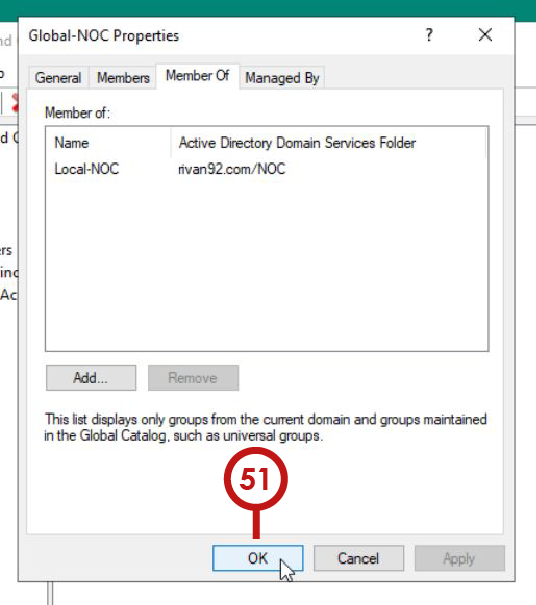 Global-NOC Properties
?
General
Members
Member Of
Managed By
Member of:
Name
Active Directory Domain Services Folder
Local-NOC
rivan92.com/NOC
Add...
Remove
This list displays only groups from the current domain and groups maintained
in the Global Catalog, such as universal groups.
51
OK
Cancel
Apply